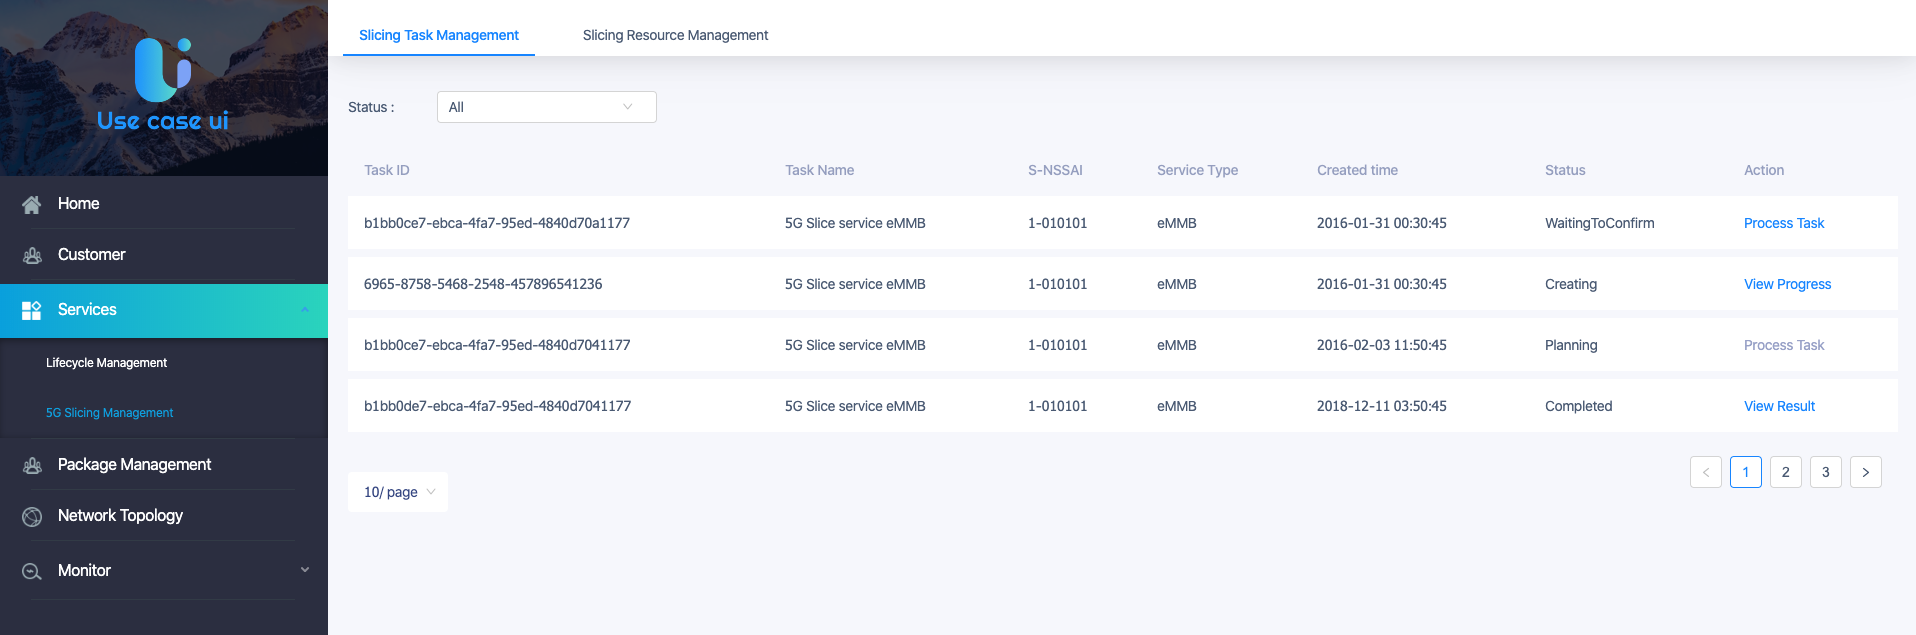 Use case ui
Home
Customer
Services
Lifecycle Management
5G Slicing Management
Package Management
Network Topology
Monitor
Slicing Task Management Slicing Resource Management
Status : All
Task ID Task Name S-NSSAI Service Type Created time Status Action
b1bb0ce7-ebca-4fa7-95ed-4840d70a1177 5G Slice service eMMB 1-010101 eMMB 2016-01-31 00:30:45 WaitingToConfirm Process Task
6965-8758-5468-2548-457896541236 5G Slice service eMMB 1-010101 eMMB 2016-01-31 00:30:45 Creating View Progress
b1bb0ce7-ebca-4fa7-95ed-4840d7041177 5G Slice service eMMB 1-010101 eMMB 2016-02-03 11:50:45 Planning Process Task
b1bb0de7-ebca-4fa7-95ed-4840d7041177 5G Slice service eMMB 1-010101 eMMB 2018-12-11 03:50:45 Completed View Result
< 1 2 3 >
10/ page